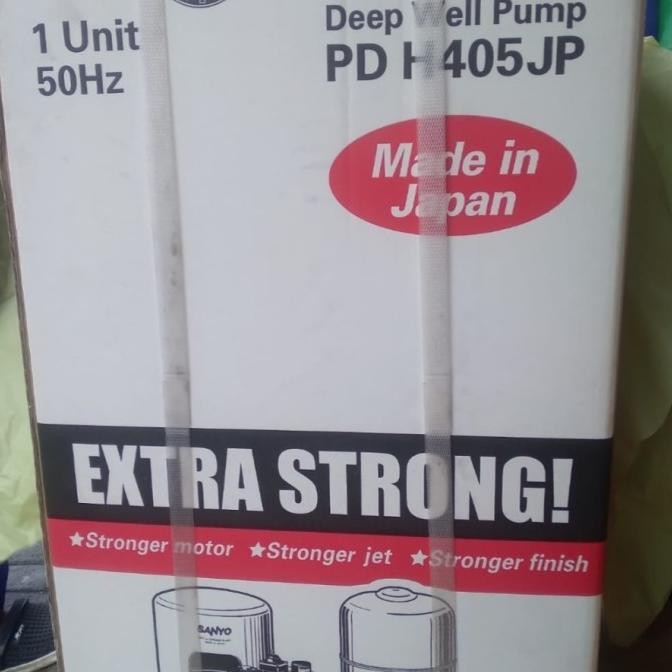 1 Unit
50Hz
Deep Well Pump
PD H405JP
Made in
Japan
EXTRA STRONG!
★Stronger motor ★Stronger jet ★Stronger finish
SANYO